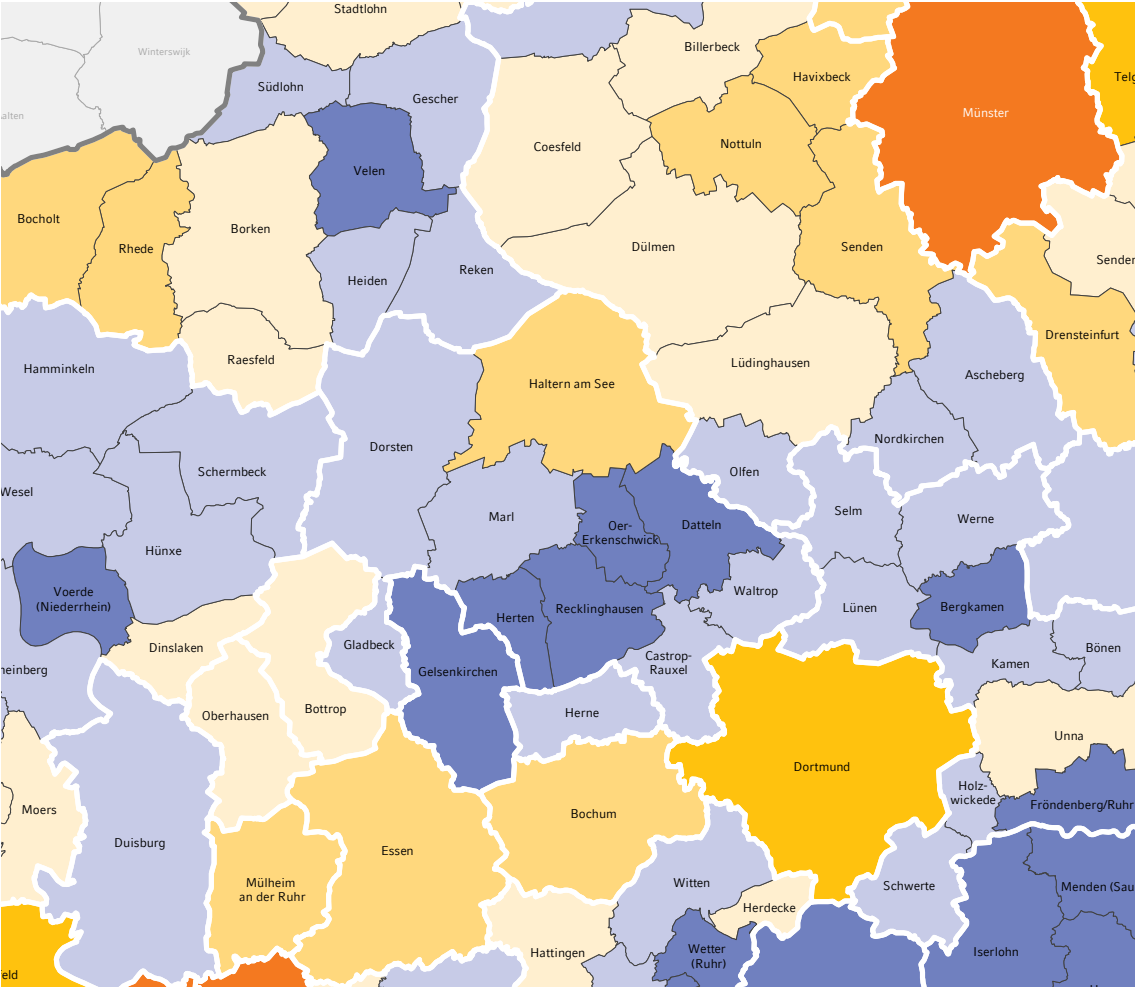 Stadtlohn
Billerbeck
Winterswijk
Havixbeck
Südlohn
Gescher
Münster
Coesfeld
Nottuln
Velen
Bocholt
Borken
Rhede
Dülmen
Senden
Reken
Heiden
Drensteinfurt
Raesfeld
Lüdinghausen
Hamminkeln
Haltern am See
Ascheberg
Nordkirchen
Dorsten
Schermbeck
Olfen
Wesel
Marl
Selm
Werne
Oer-
Erkenschwick
Datteln
Hünxe
Voerde
(Niederrhein)
Waltrop
Recklinghausen
Lünen
Bergkamen
Herten
Dinslaken
Gladbeck
Castrop-
Rauxel
Bönen
Kamen
Gelsenkirchen
Oberhausen
Bottrop
Herne
Unna
Dortmund
Holz-
wickede
Fröndenberg/Ruhr
Moers
Bochum
Duisburg
Essen
Mülheim
an der Ruhr
Witten
Schwerte
Menden (Sau
Herdecke
Hattingen
Wetter
(Ruhr)
Iserlohn